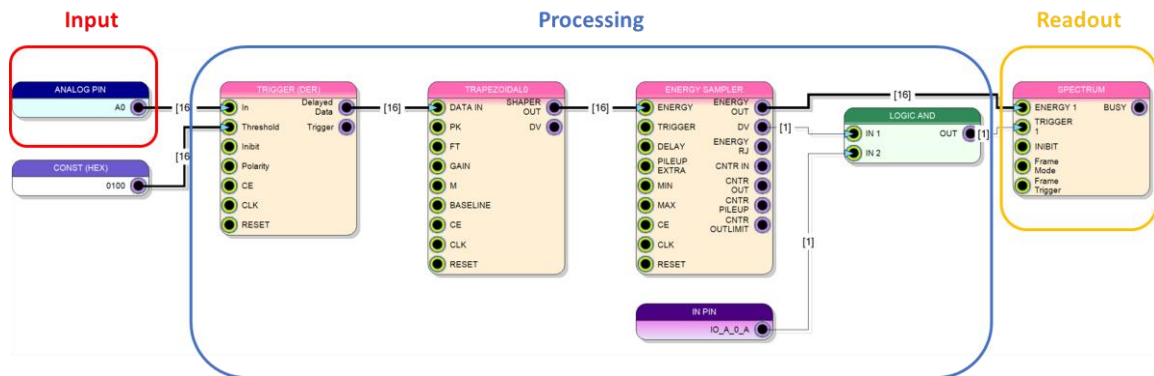 Input
Processing
Readout
ANALOG PIN
A0
[16]
CONST (HEX)
0100
[16
TRIGGER (DER)
In
Delayed
Data
Threshold
Trigger
Inibit
Polarity
CE
CLK
RESET
[16]
TRAPEZOIDAL0
DATA IN
SHAPER
OUT
PK
DV
FT
GAIN
M
BASELINE
CE
CLK
RESET
[16]
ENERGY SAMPLER
ENERGY
ENERGY
OUT
TRIGGER
DV
DELAY
ENERGY
RJ
PILEUP
EXTRA
CNTR IN
MIN
CNTR
OUT
MAX
CNTR
PILEUP
CE
CNTR
OUTLIMIT
CLK
RESET
[16]
[1]
[1]
LOGIC AND
IN 1
OUT
IN 2
[1]
IN PIN
IO_A_0_A
SPECTRUM
ENERGY 1
BUSY
TRIGGER
1
INIBIT
Frame
Mode
Frame
Trigger